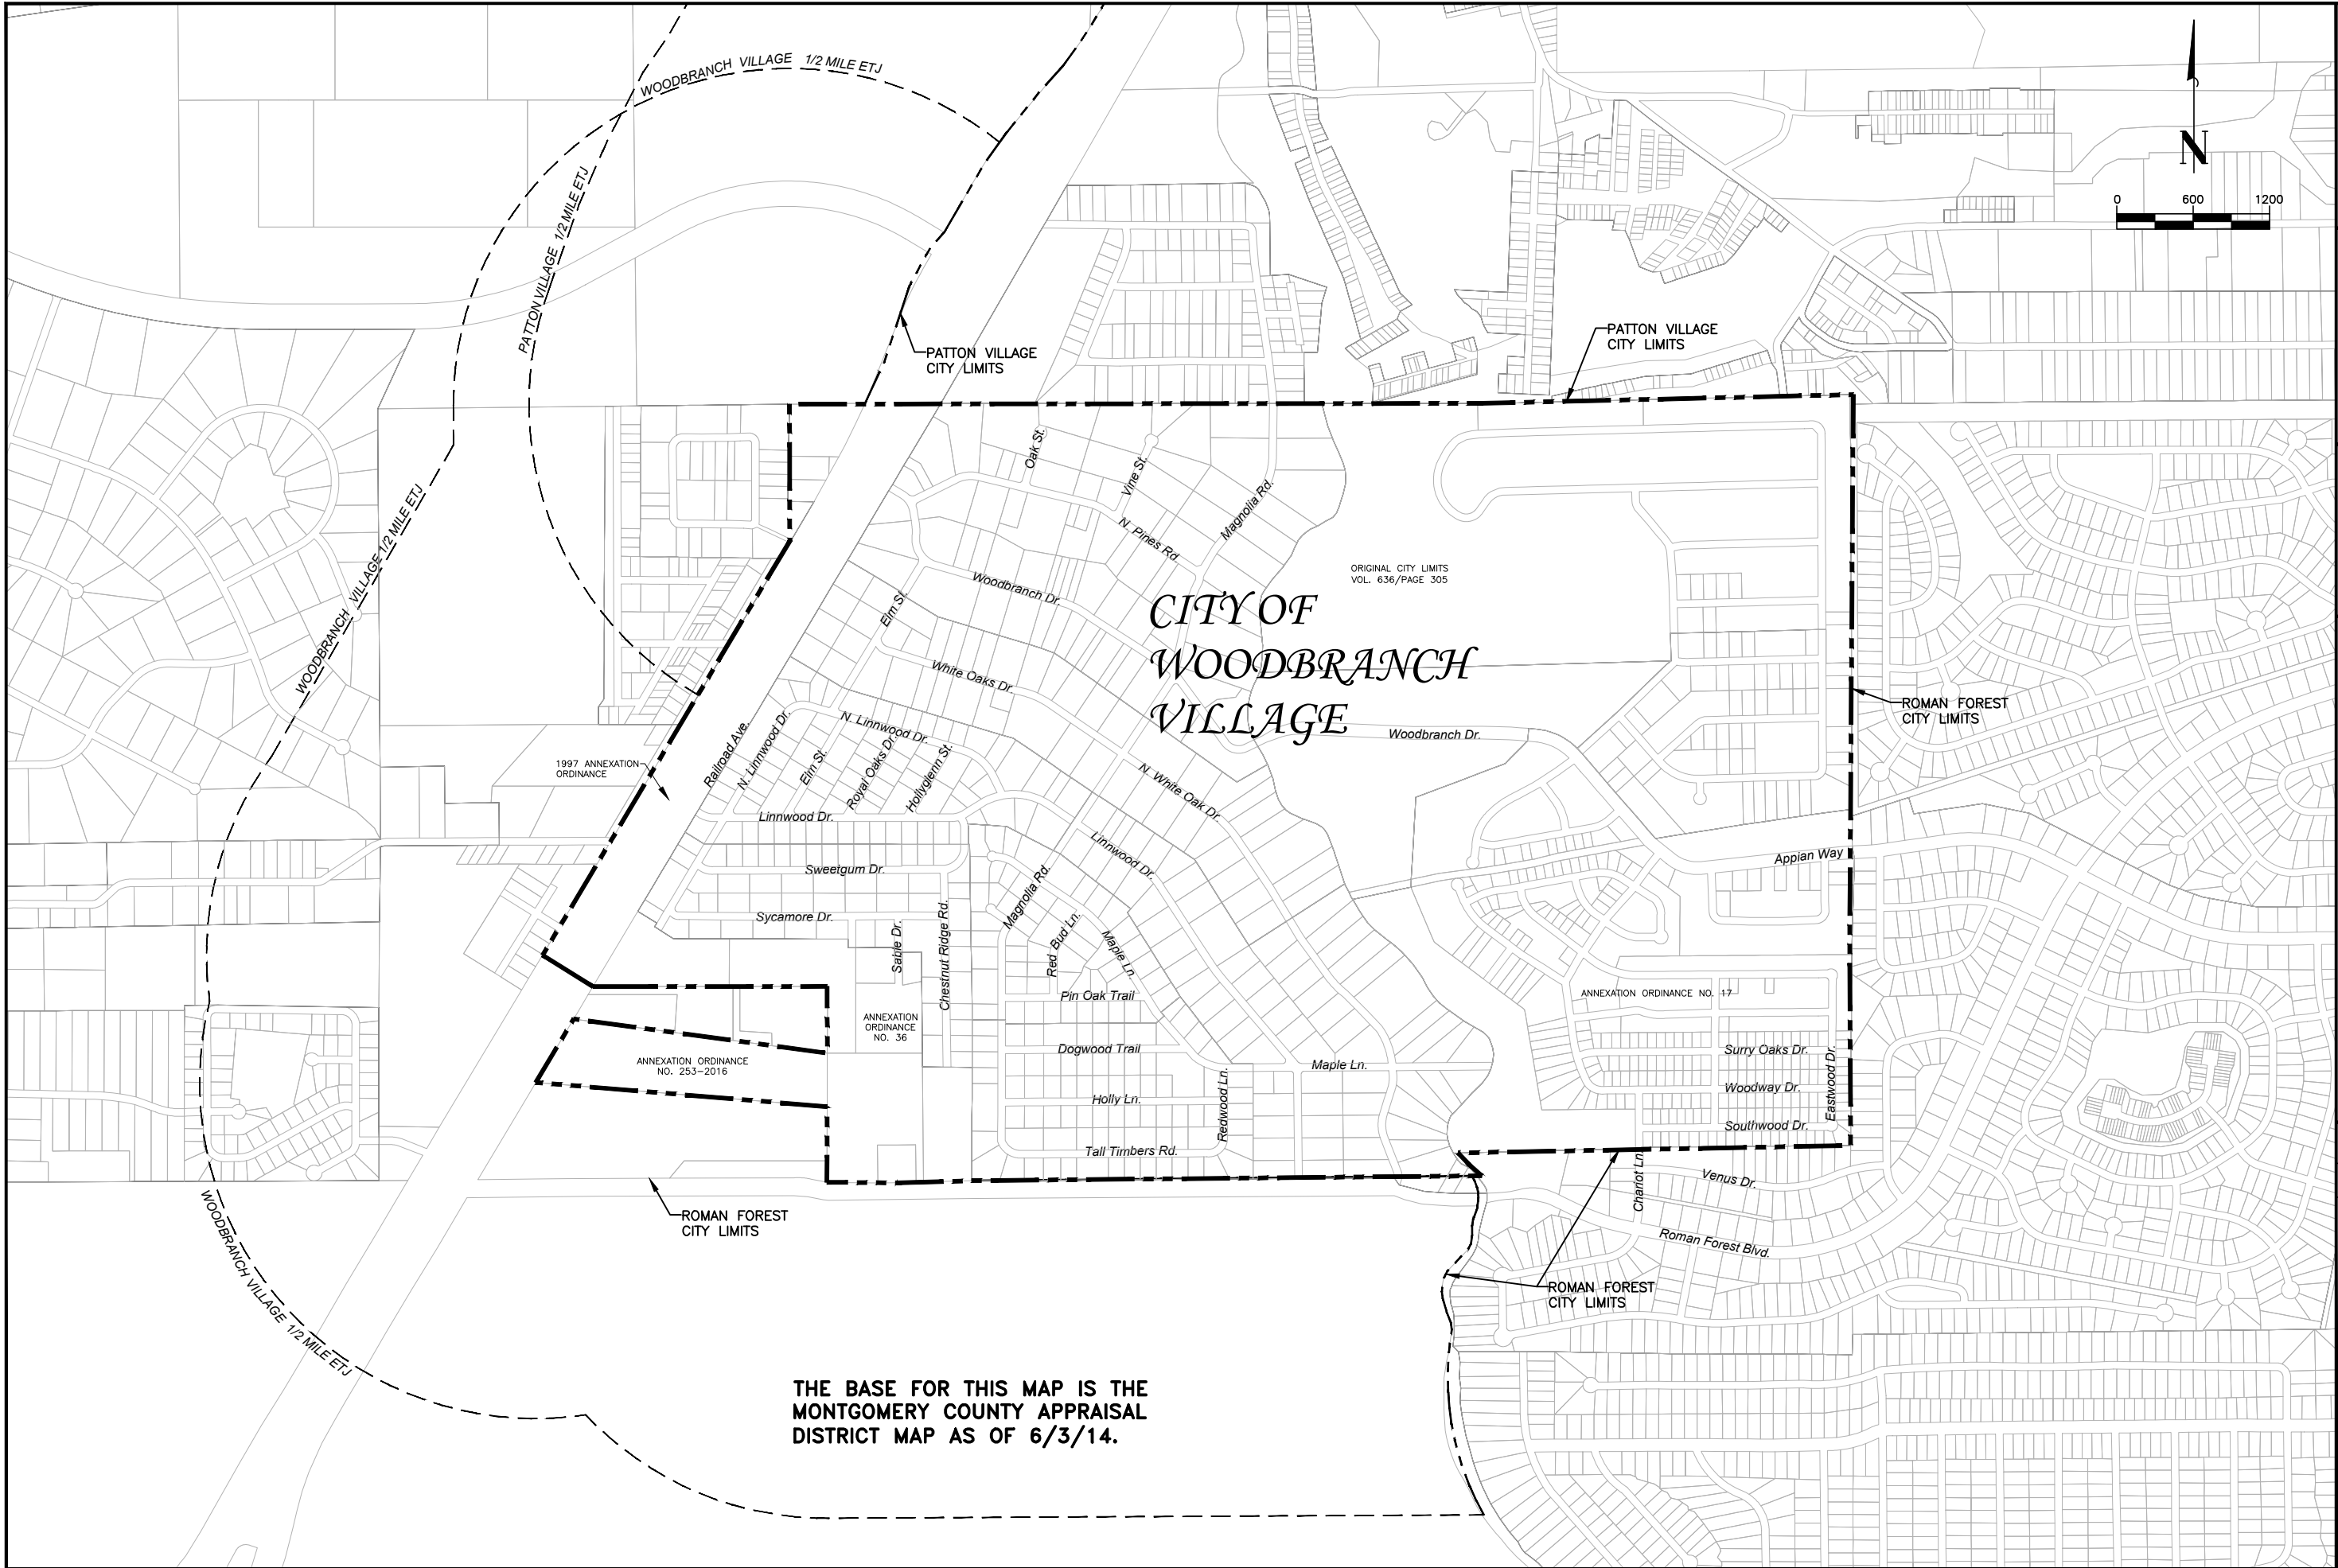 WOODBRANCH VILLAGE 1/2 MILE ETJ
PATTON VILLAGE 1/2 MILE ETJ
N
0 600 1200
PATTON VILLAGE
CITY LIMITS
PATTON VILLAGE
CITY LIMITS
Oak St.
Vine St.
Magnolia Rd.
N. Pines Rd
WOODBRANCH VILLAGE 1/2 MILE ETJ
ORIGINAL CITY LIMITS
VOL. 636/PAGE 305
Woodbranch Dr.
Elm St.
CITY OF
WOODBRANCH
VILLAGE
White Oaks Dr.
ROMAN FOREST
CITY LIMITS
N. Linnwood Dr.
Woodbranch Dr.
Railroad Ave.
N. Linnwood Dr.
Elm St.
Royal Oaks Dr.
Hollyglenn St.
1997 ANNEXATION
ORDINANCE
N. White Oak Dr.
Linnwood Dr.
Linnwood Dr.
Appian Way
Sweetgum Dr.
Magnolia Rd.
Sycamore Dr.
Sable Dr.
Chestnut Ridge Rd.
Red Bud Ln.
Maple Ln.
Pin Oak Trail
ANNEXATION ORDINANCE NO. 17
ANNEXATION
ORDINANCE
NO. 36
Dogwood Trail
Surry Oaks Dr.
ANNEXATION ORDINANCE
NO. 253-2016
Maple Ln.
Woodway Dr.
Eastwood Dr.
Holly Ln.
Redwood Ln.
Southwood Dr.
Tall Timbers Rd.
Chariot Ln.
Venus Dr.
ROMAN FOREST
CITY LIMITS
Roman Forest Blvd.
WOODBRANCH VILLAGE 1/2 MILE ETJ
ROMAN FOREST
CITY LIMITS
THE BASE FOR THIS MAP IS THE
MONTGOMERY COUNTY APPRAISAL
DISTRICT MAP AS OF 6/3/14.